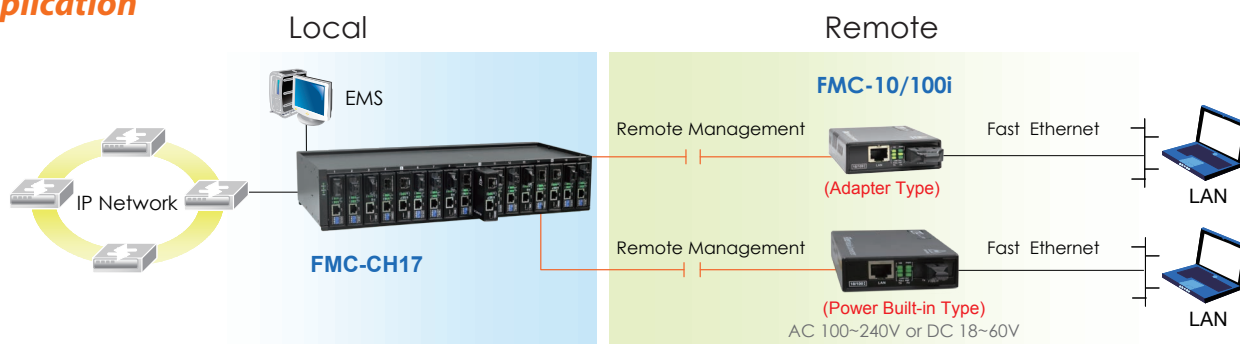 plication
Local
Remote
EMS
FMC-10/100i
Remote Management
Fast Ethernet
(Adapter Type)
LAN
IP Network
FMC-CH17
Remote Management
Fast Ethernet
(Power Built-in Type)
AC 100~240V or DC 18~60V
LAN